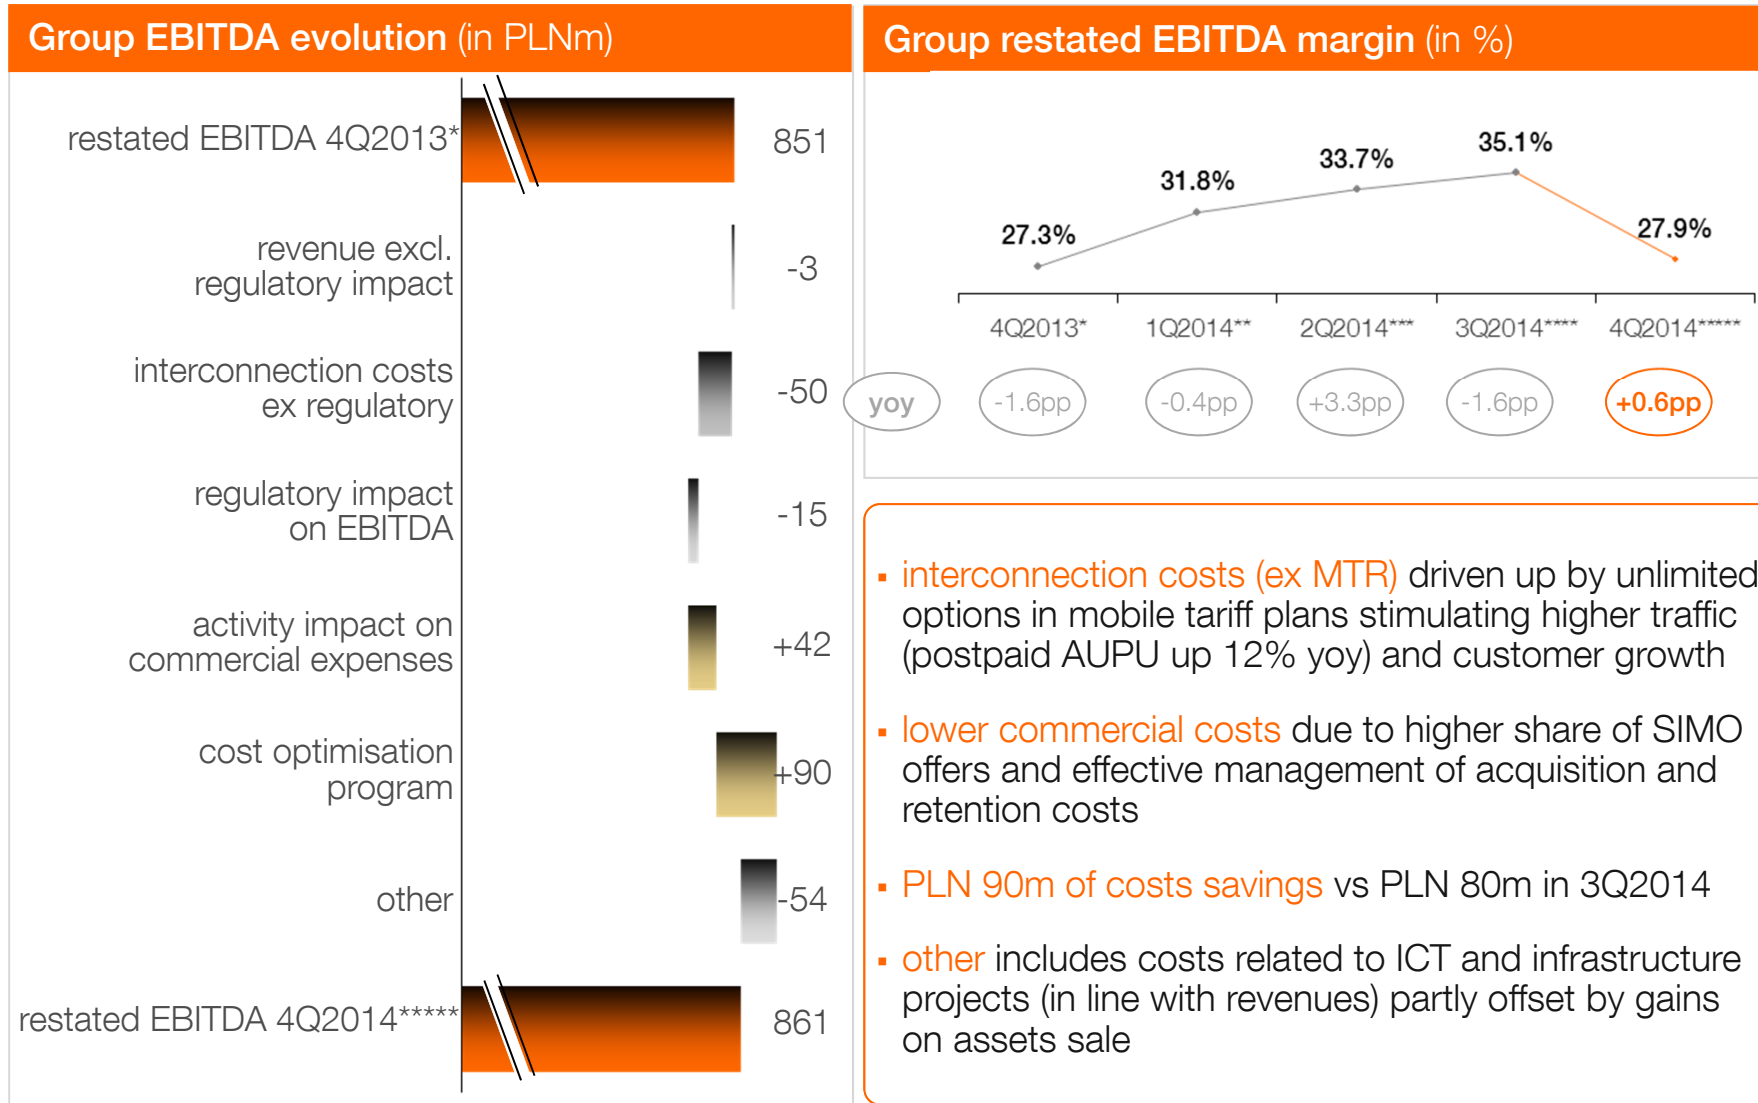 Group EBITDA evolution (in PLNm)
restated EBITDA 4Q2013*
851
revenue excl.
regulatory impact
-3
interconnection costs
ex regulatory
-50
regulatory impact
on EBITDA
-15
activity impact on
commercial expenses
+42
cost optimisation
program
+90
other
-54
restated EBITDA 4Q2014*****
861
Group restated EBITDA margin (in %)
27.3%
31.8%
33.7%
35.1%
27.9%
4Q2013* 1Q2014** 2Q2014*** 3Q2014**** 4Q2014*****
yoy -1.6pp -0.4pp +3.3pp -1.6pp +0.6pp
▪ interconnection costs (ex MTR) driven up by unlimited
options in mobile tariff plans stimulating higher traffic
(postpaid AUPU up 12% yoy) and customer growth
▪ lower commercial costs due to higher share of SIMO
offers and effective management of acquisition and
retention costs
▪ PLN 90m of costs savings vs PLN 80m in 3Q2014
▪ other includes costs related to ICT and infrastructure
projects (in line with revenues) partly offset by gains
on assets sale